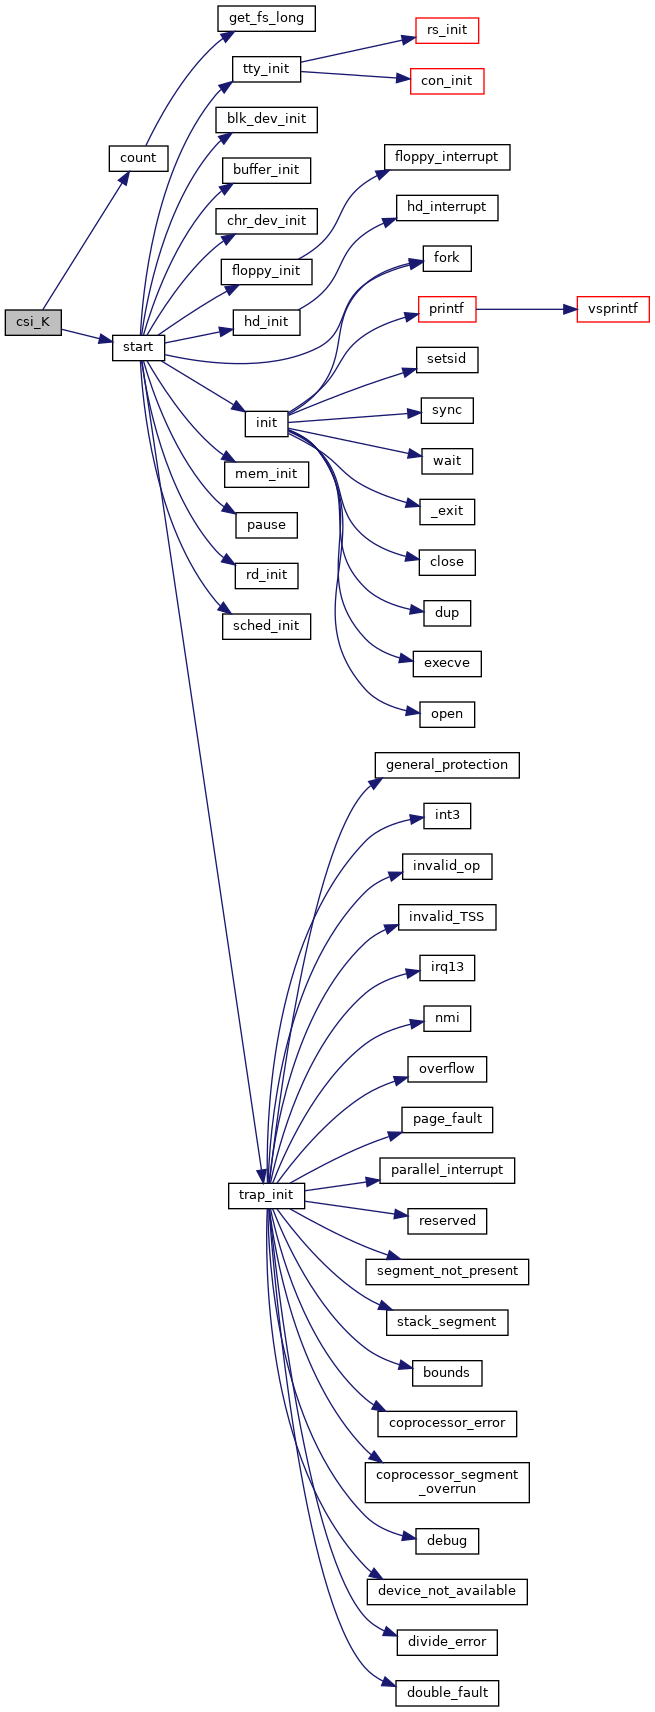 get_fs_long
rs_init
tty_init
con_init
blk_dev_init
count
floppy_interrupt
buffer_init
hd_interrupt
chr_dev_init
fork
floppy_init
csi_K
hd_init
printf
vsprintf
start
setsid
init
sync
mem_init
wait
pause
_exit
rd_init
close
sched_init
dup
execve
open
general_protection
int3
invalid_op
invalid_TSS
irq13
nmi
overflow
page_fault
parallel_interrupt
trap_init
reserved
segment_not_present
stack_segment
bounds
coprocessor_error
coprocessor_segment
_overrun
debug
device_not_available
divide_error
double_fault